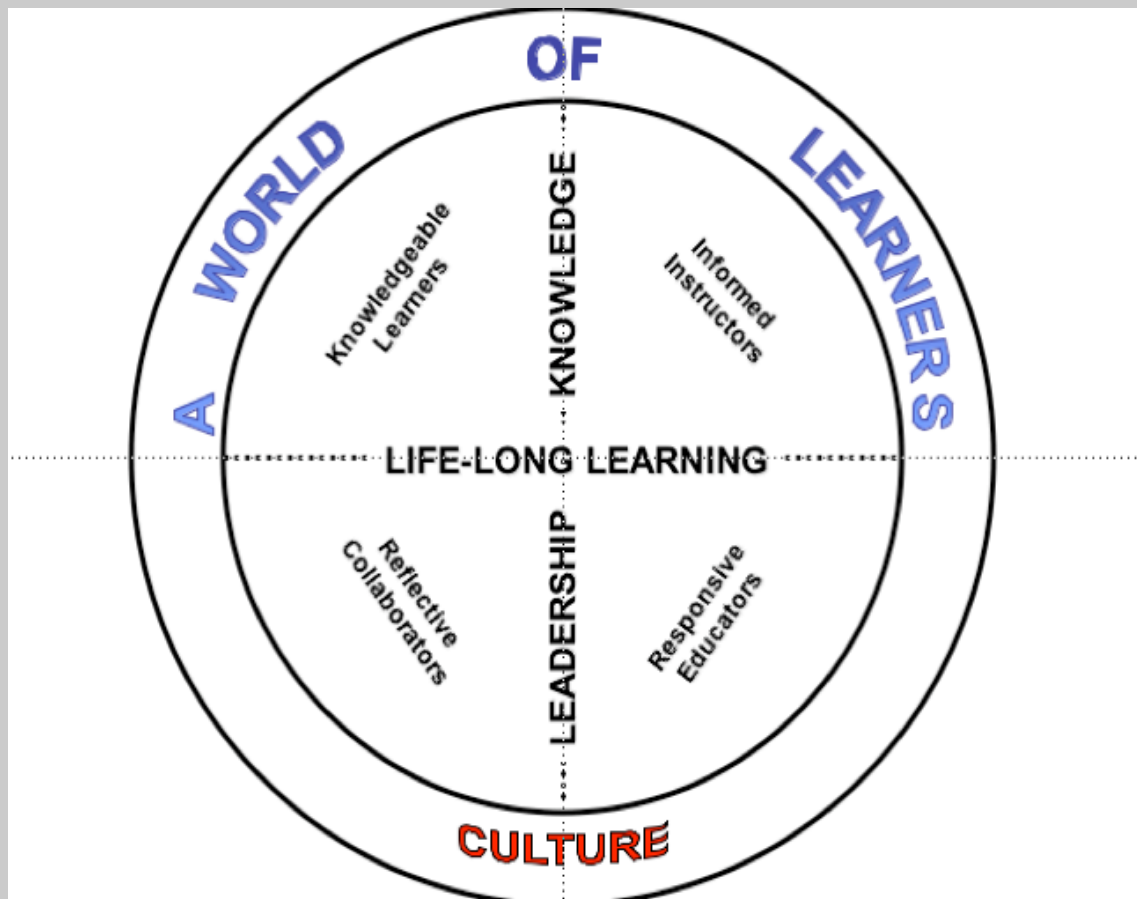 A WORLD OF LEARNERS
KNOWLEDGE
Knowledgeable
Learners
Informed
Instructors
LIFE-LONG LEARNING
LEADERSHIP
Reflective
Collaborators
Responsive
Educators
CULTURE